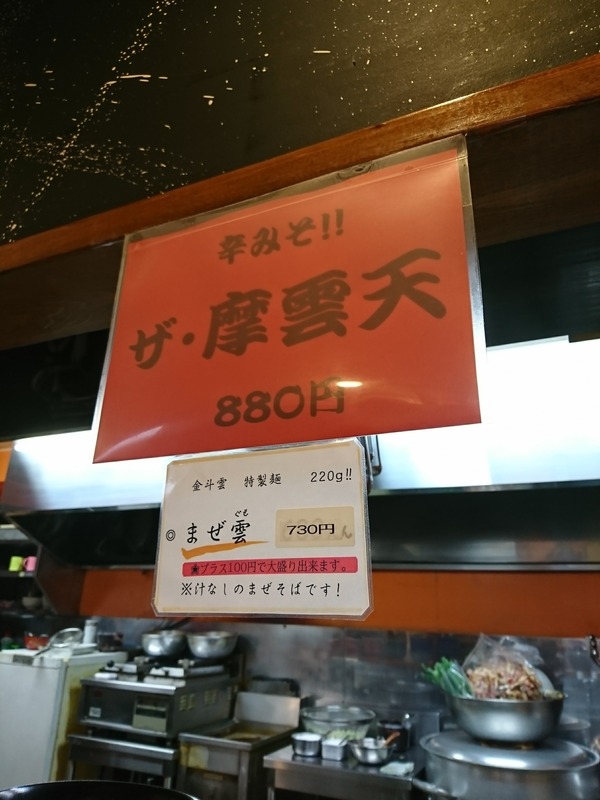 辛みそ!!
ザ・摩雲天
880円
金斗雲 特製麺 220g!!
ぐも
◎ まぜ雲 730円
★プラス100円で大盛り出来ます。
※汁なしのまぜそばです!